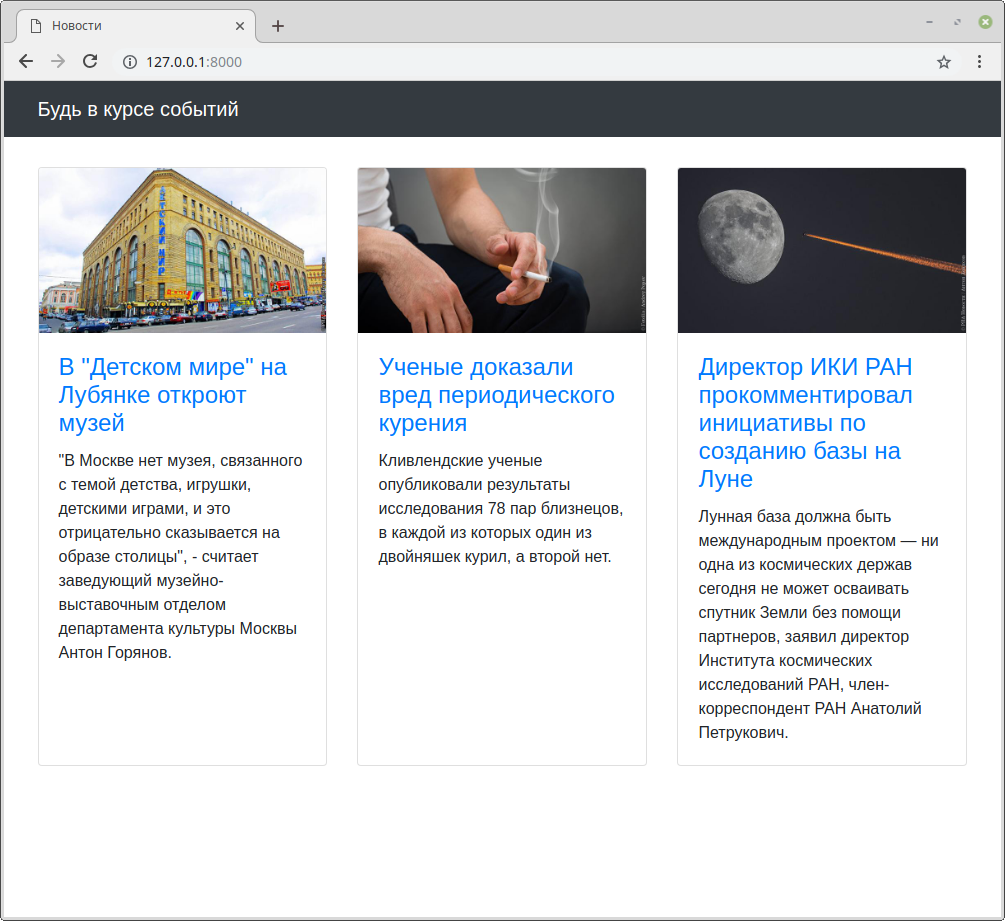 Новости
127.0.0.1:8000
Будь в курсе событий
ДЕТСКИЙ МИР
В "Детском мире" на
Лубянке откроют
музей
"В Москве нет музея, связанного
с темой детства, игрушки,
детскими играми, и это
отрицательно сказывается на
образе столицы", - считает
заведующий музейно-
выставочным отделом
департамента культуры Москвы
Антон Горянов.
Ученые доказали
вред периодического
курения
Кливлендские ученые
опубликовали результаты
исследования 78 пар близнецов,
в каждой из которых один из
двойняшек курил, а второй нет.
Директор ИКИ РАН
прокомментировал
инициативы по
созданию базы на
Луне
Лунная база должна быть
международным проектом — ни
одна из космических держав
сегодня не может осваивать
спутник Земли без помощи
партнеров, заявил директор
Института космических
исследований РАН, член-
корреспондент РАН Анатолий
Петрукович.